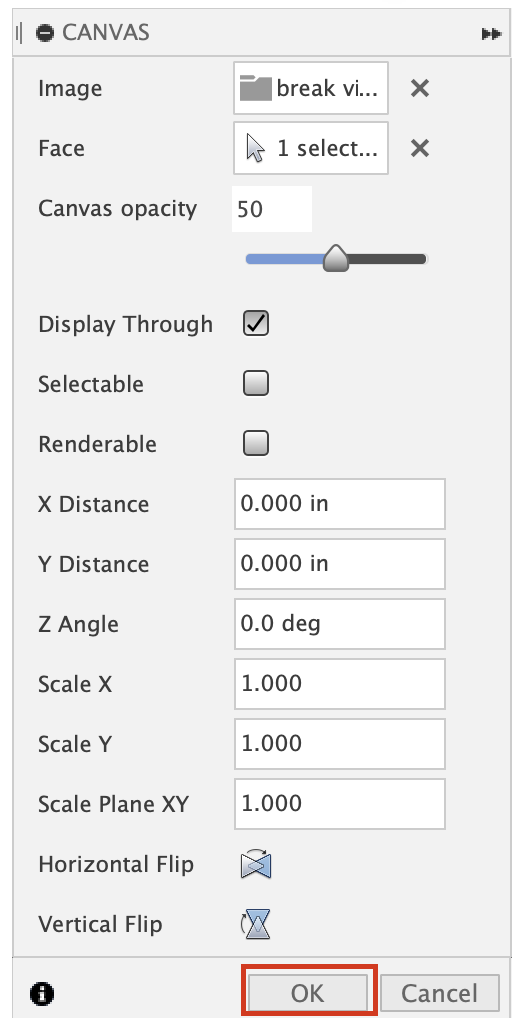 CANVAS
Image break vi...
Face 1 select...
Canvas opacity 50
Display Through
Selectable
Renderable
X Distance 0.000 in
Y Distance 0.000 in
Z Angle 0.0 deg
Scale X 1.000
Scale Y 1.000
Scale Plane XY 1.000
Horizontal Flip
Vertical Flip
OK Cancel